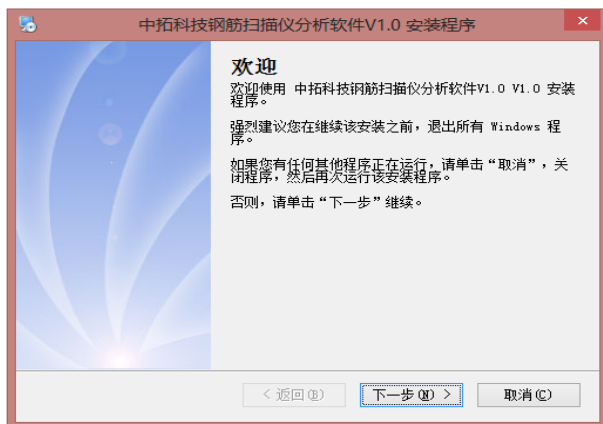 中拓科技钢筋扫描仪分析软件V1.0 安装程序
欢迎
欢迎使用 中拓科技钢筋扫描仪分析软件V1.0 V1.0 安装
程序。
强烈建议您在继续该安装之前，退出所有 Windows 程
序。
如果您有任何其他程序正在运行，请单击“取消”，关
闭程序，然后再次运行该安装程序。
否则，请单击“下一步”继续。
< 返回(B)
下一步(N) >
取消(C)